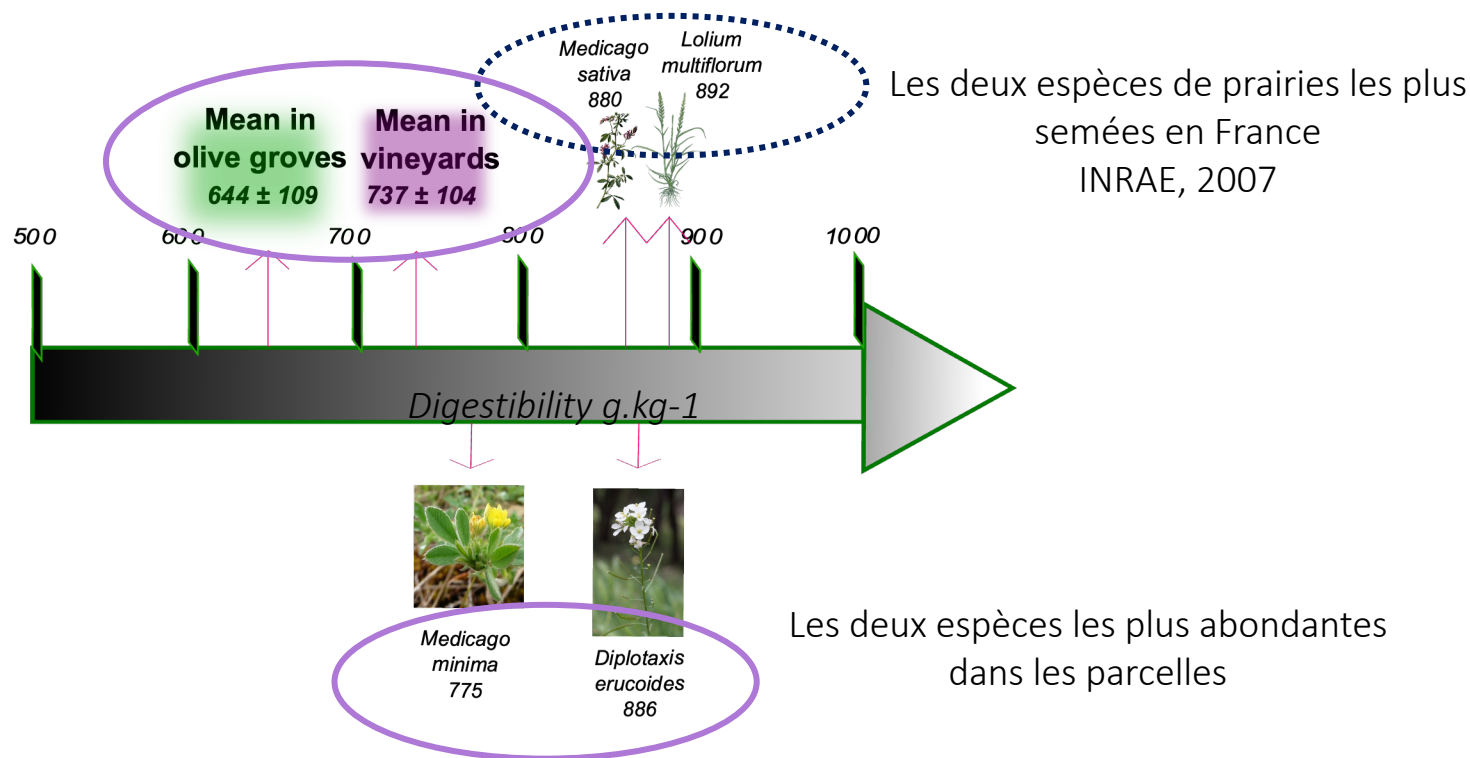 Medicago
sativa
880
Lolium
multiflorum
892
Les deux espèces de prairies les plus
semées en France
INRAE, 2007
Mean in
olive groves
644 ± 109
Mean in
vineyards
737 ± 104
500 600 700 800 900 1000
Digestibility g.kg-1
Medicago
minima
775
Diplotaxis
erucoides
886
Les deux espèces les plus abondantes
dans les parcelles